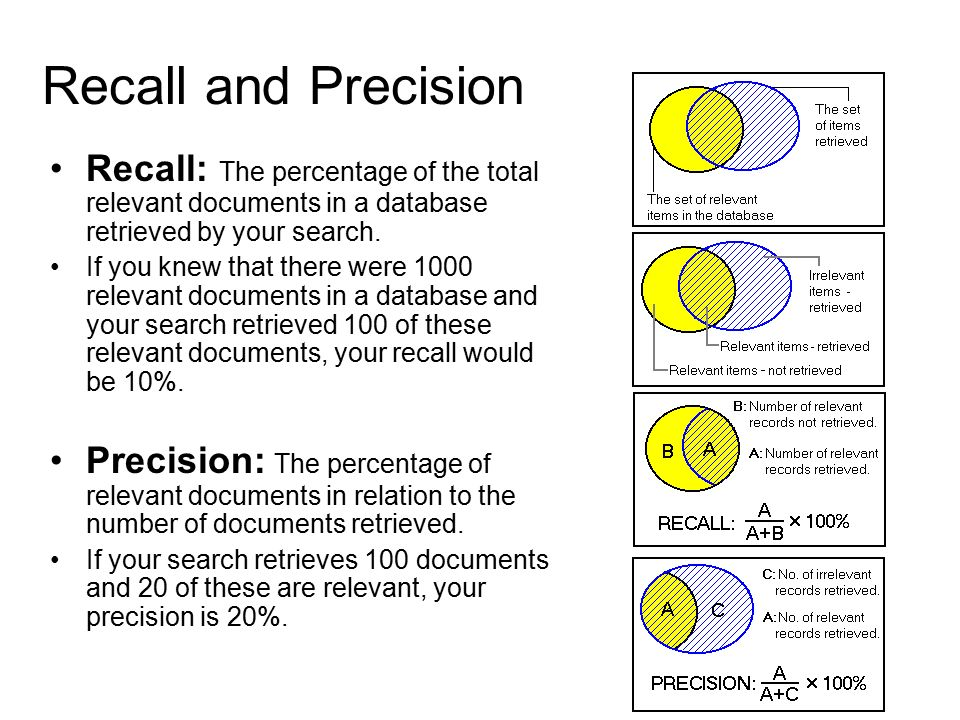 Recall and Precision
• Recall: The percentage of the total
relevant documents in a database
retrieved by your search.
• If you knew that there were 1000
relevant documents in a database and
your search retrieved 100 of these
relevant documents, your recall would
be 10%.
• Precision: The percentage of
relevant documents in relation to the
number of documents retrieved.
• If your search retrieves 100 documents
and 20 of these are relevant, your
precision is 20%.
The set
of items
retrieved
The set of relevant
items in the database
Irrelevant
items -
retrieved
Relevant items - retrieved
Relevant items - not retrieved
B: Number of relevant
records not retrieved.
B A
A: Number of relevant
records retrieved.
RECALL: A / A+B × 100%
C: No. of irrelevant
records retrieved.
A C
A: No. of relevant
records retrieved.
PRECISION: A / A+C × 100%